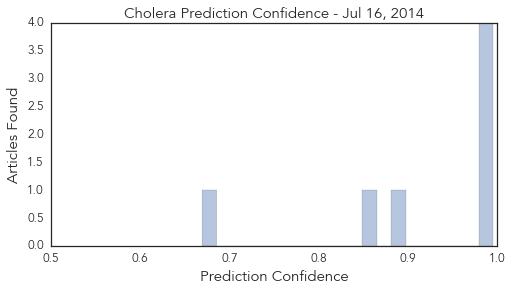 Cholera Prediction Confidence - Jul 16, 2014
Articles Found
4.0
3.5
3.0
2.5
2.0
1.5
1.0
0.5
0.0
0.5 0.6 0.7 0.8 0.9 1.0
Prediction Confidence